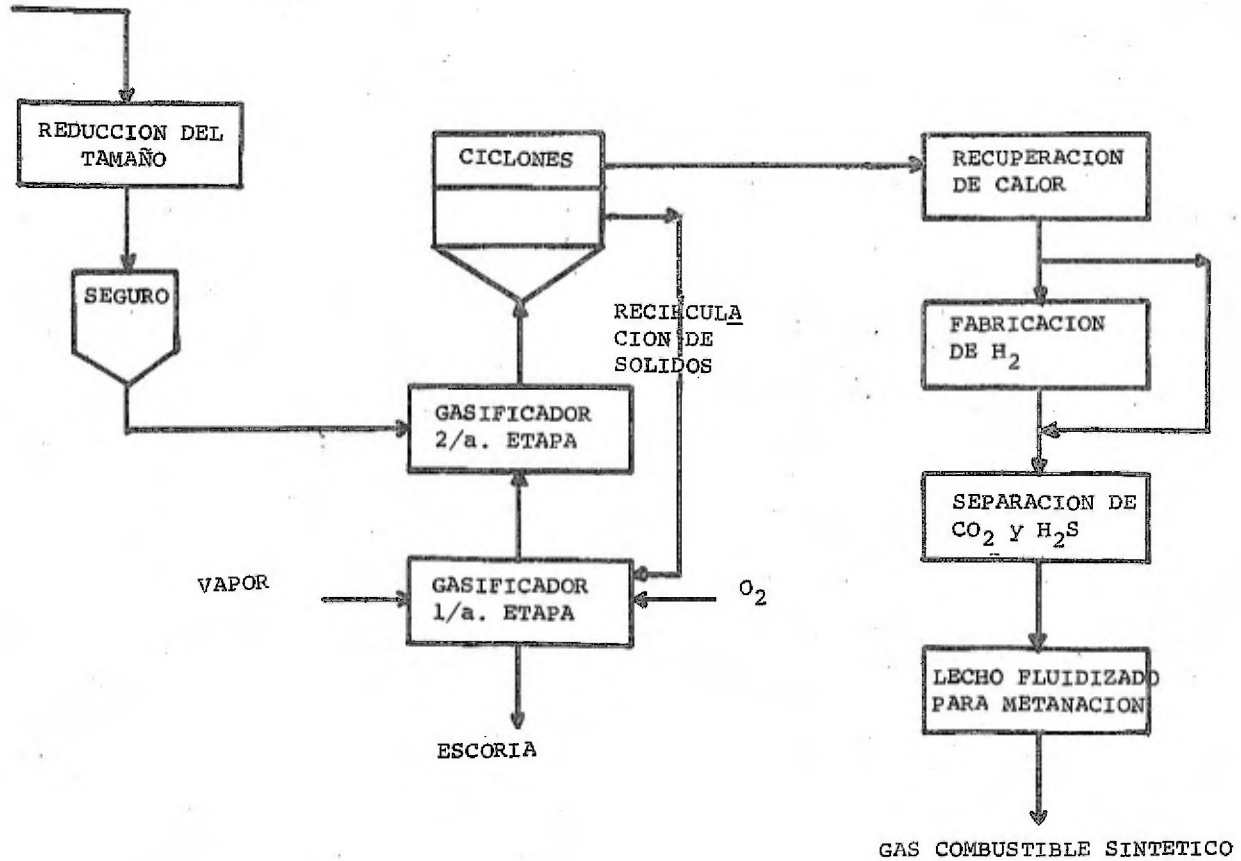 REDUCCION DEL
TAMAÑO
SEGURO
CICLONES
RECIRCULA
CION DE
SOLIDOS
GASIFICADOR
2/a. ETAPA
VAPOR
GASIFICADOR
1/a. ETAPA
O₂
ESCORIA
RECUPERACION
DE CALOR
FABRICACION
DE H₂
SEPARACION DE
CO₂ y H₂S
LECHO FLUIDIZADO
PARA METANACION
GAS COMBUSTIBLE SINTETICO